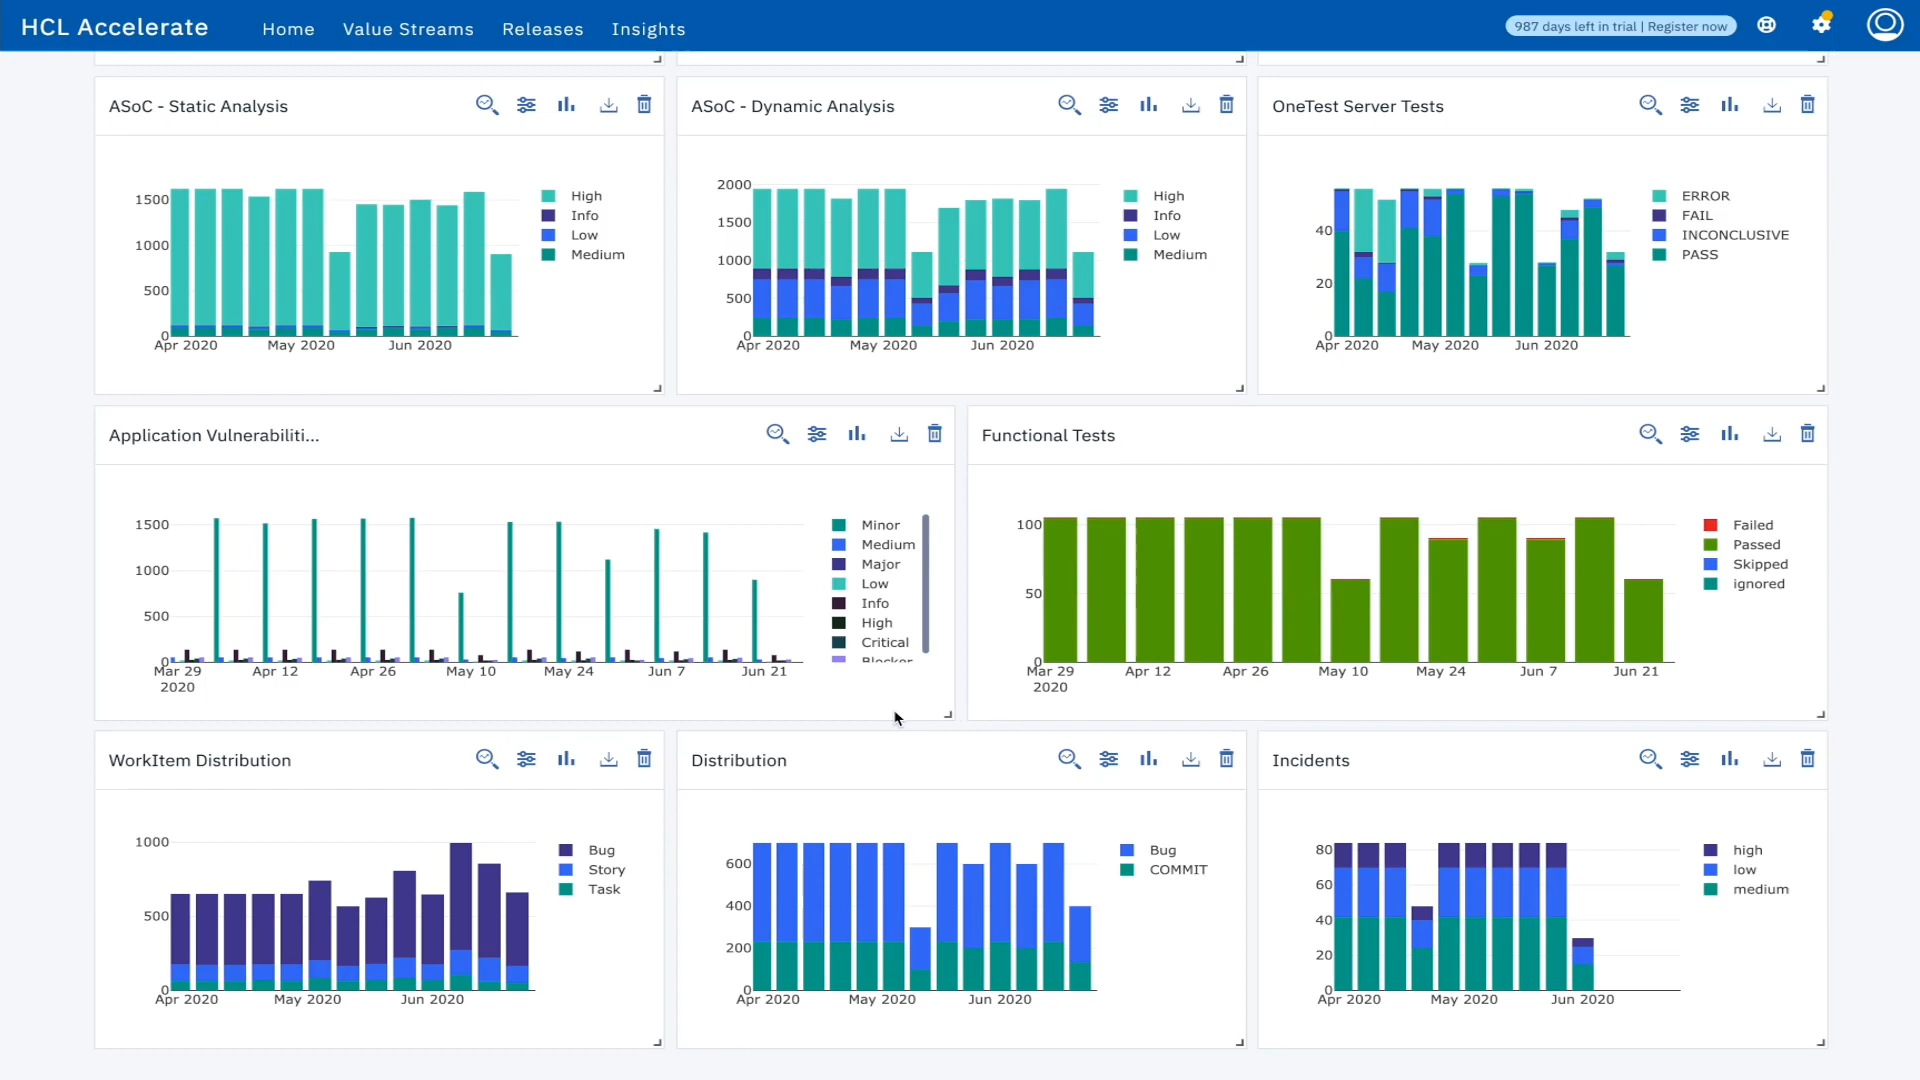 HCL Accelerate
Home Value Streams Releases Insights
987 days left in trial | Register now
ASoC - Static Analysis
1500
1000
500
0
Apr 2020 May 2020 Jun 2020
High
Info
Low
Medium
ASoC - Dynamic Analysis
2000
1500
1000
500
0
Apr 2020 May 2020 Jun 2020
High
Info
Low
Medium
OneTest Server Tests
40
20
0
Apr 2020 May 2020 Jun 2020
ERROR
FAIL
INCONCLUSIVE
PASS
Application Vulnerabiliti...
1500
1000
500
0
Mar 29 Apr 12 Apr 26 May 10 May 24 Jun 7 Jun 21
2020
Minor
Medium
Major
Low
Info
High
Critical
Blocker
Functional Tests
100
50
0
Mar 29 Apr 12 Apr 26 May 10 May 24 Jun 7 Jun 21
2020
Failed
Passed
Skipped
ignored
WorkItem Distribution
1000
500
0
Apr 2020 May 2020 Jun 2020
Bug
Story
Task
Distribution
600
400
200
0
Apr 2020 May 2020 Jun 2020
Bug
COMMIT
Incidents
80
60
40
20
0
Apr 2020 May 2020 Jun 2020
high
low
medium